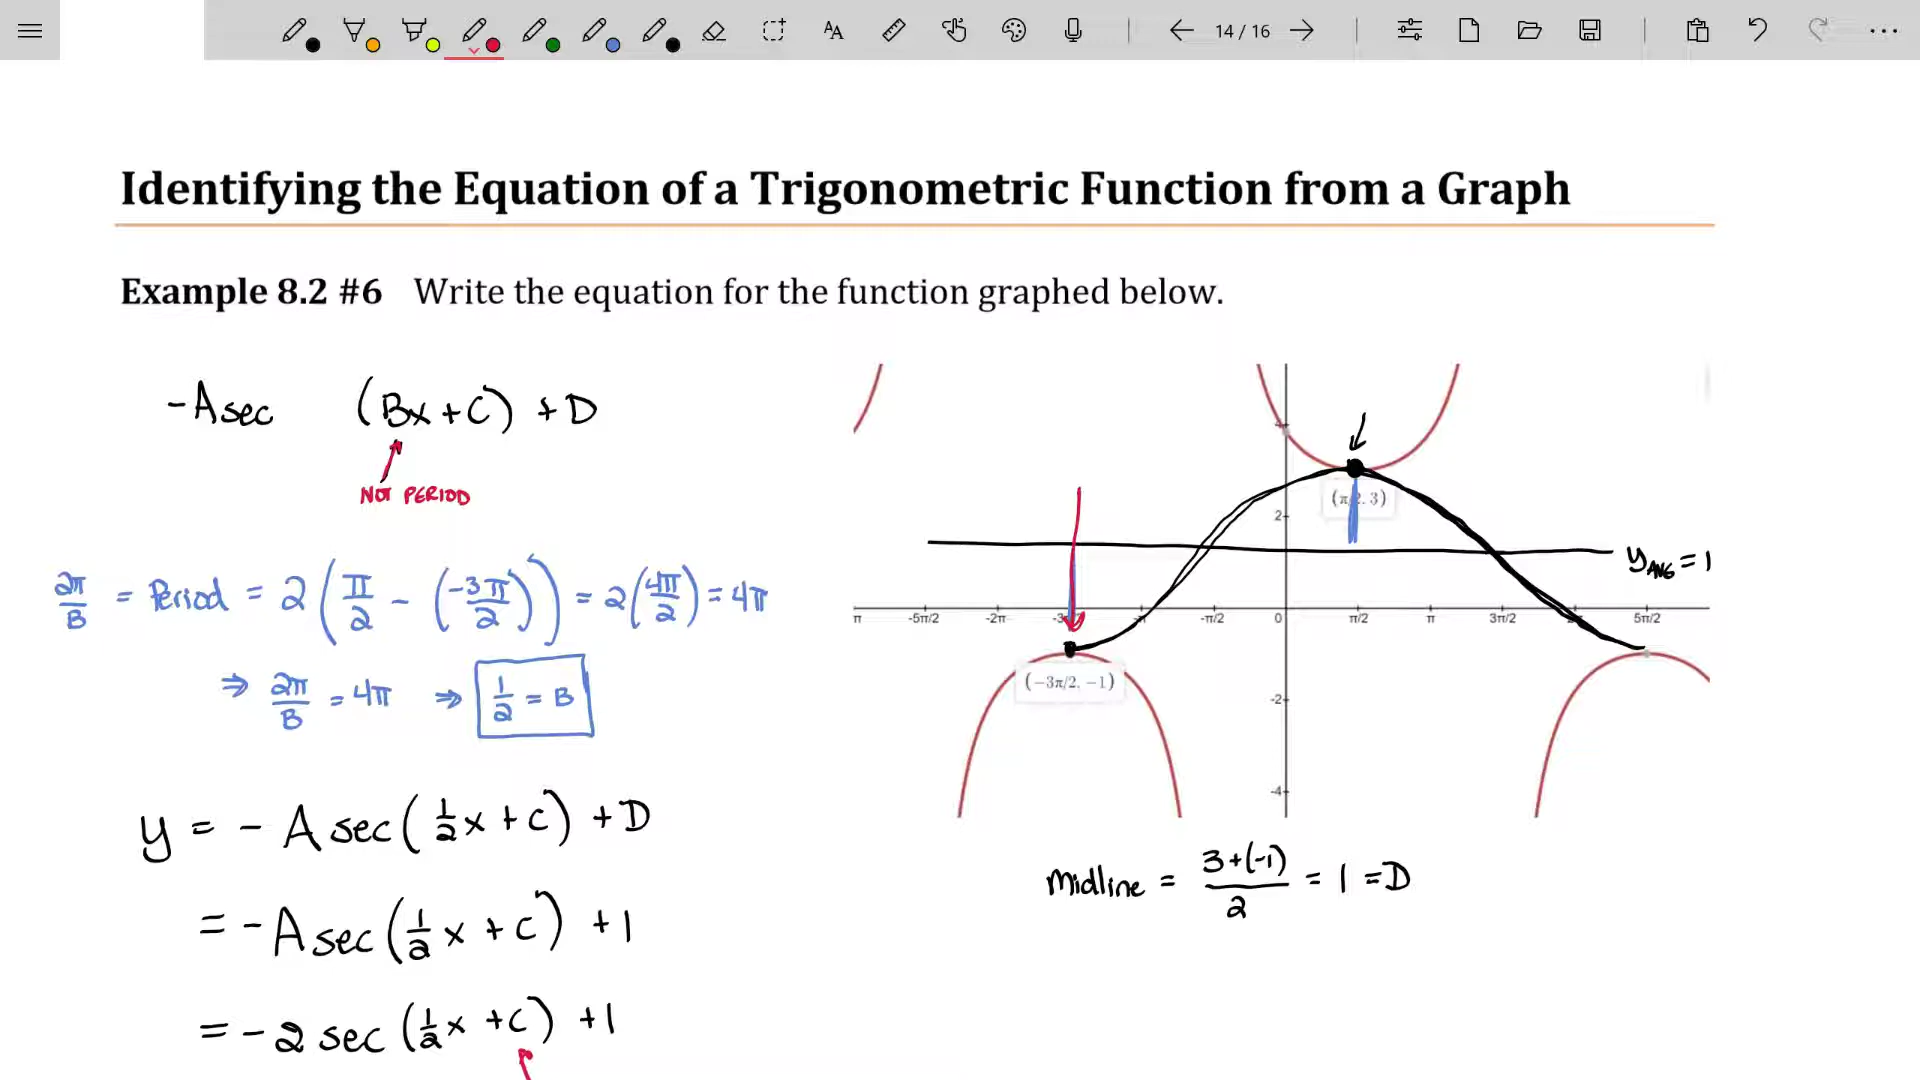 14 / 16
Identifying the Equation of a Trigonometric Function from a Graph
Example 8.2 #6 Write the equation for the function graphed below.
-A sec (Bx + C) + D
NOT PERIOD
2π/B = Period = 2(π/2 - (-3π/2)) = 2(4π/2) = 4π
⇒ 2π/B = 4π ⇒ 1/2 = B
y = - A sec(1/2 x + C) + D
= - A sec(1/2 x + C) + 1
= - 2 sec(1/2 x + C) + 1
4
(π/2, 3)
2
y AVG = 1
π -5π/2 -2π -π/2 0 π/2 π 3π/2 5π/2
(−3π/2, −1)
-2
-4
Midline = 3+(-1)/2 = 1 = D